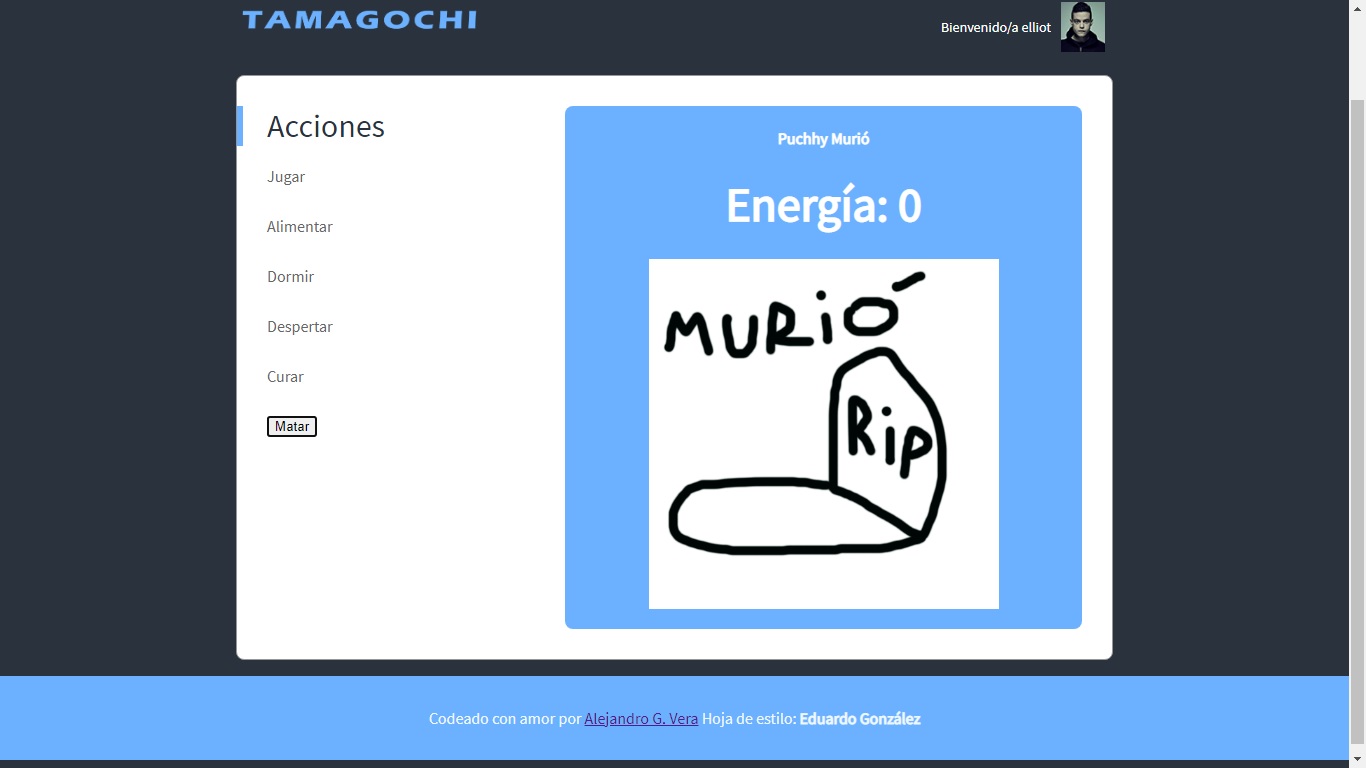 TAMAGOCHI
Bienvenido/a elliot
Acciones
Jugar
Alimentar
Dormir
Despertar
Curar
Matar
Puchhy Murió
Energía: 0
MURiÓ
RiP
Codeado con amor por Alejandro G. Vera Hoja de estilo: Eduardo González